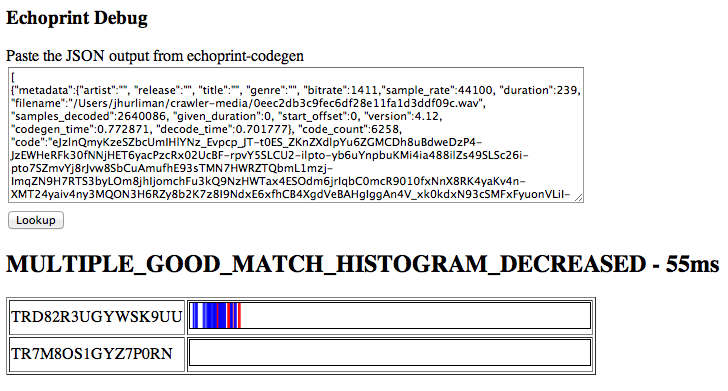 Echoprint Debug
Paste the JSON output from echoprint-codegen
[
{"metadata":{"artist":"", "release":"", "title":"", "genre":"", "bitrate":1411,"sample_rate":44100, "duration":239,
"filename":"/Users/jhurliman/crawler-media/0eec2db3c9fec6df28e11fa1d3ddf09c.wav",
"samples_decoded":2640086, "given_duration":0, "start_offset":0, "version":4.12,
"codegen_time":0.772871, "decode_time":0.701777}, "code_count":6258,
"code":"eJzlnQmyKzeSZbcUmIHlYNz_Evpcp_JT-t0ES_ZKnZXdlpYu6ZGMCDh8uBdweDzP4-
JzEWHeRFk30fNNjHET6yacPzcRx02UcBF-rpvY5SLCU2-ilpto-yb6uYnpbuKMi4ia488ilZs49SLSc26i-
pto7SZmvYj8rJvw8SbCuAmufhE93sTMN7HWRZTQbmL1mzj-
ImqZN9H7RTS3byLOm8jhIjomchFu3kQ9NzHWTax4ESOdm6jrIqbC0mcR9010fxNnX8RK4yaKv4n-
XMT24yaiv4ny3MQON3H6RZy8b2K7z8I9NdxE6xfhCB4XgdVeBAHgIggAn4V_xk0kdxN93cSMFxFyuonVLiI-
Lookup
MULTIPLE_GOOD_MATCH_HISTOGRAM_DECREASED - 55ms
TRD82R3UGYWSK9UU
TR7M8OS1GYZ7P0RN